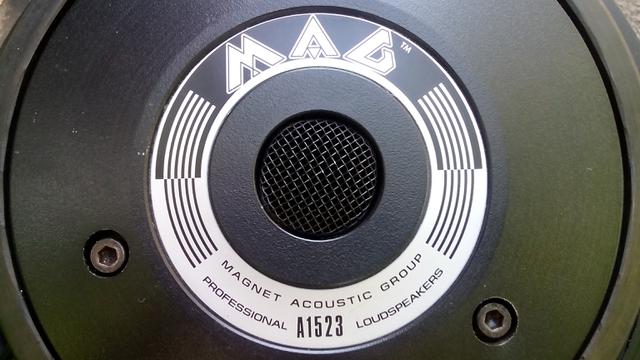 MAG™
MAGNET ACOUSTIC GROUP
PROFESSIONAL A1523 LOUDSPEAKERS